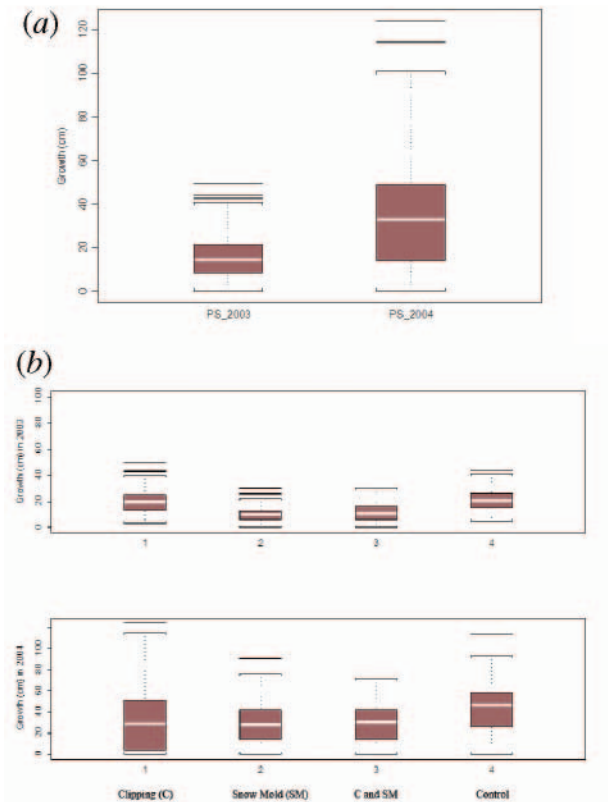 (a)
120
100
80
60
40
20
0
Growth (cm)
PS_2003
PS_2004
(b)
100
80
60
40
20
0
Growth (cm) in 2003
1
2
3
4
100
80
60
40
20
0
Growth (cm) in 2004
1
2
3
4
Clipping (C)
Snow Mold (SM)
C and SM
Control